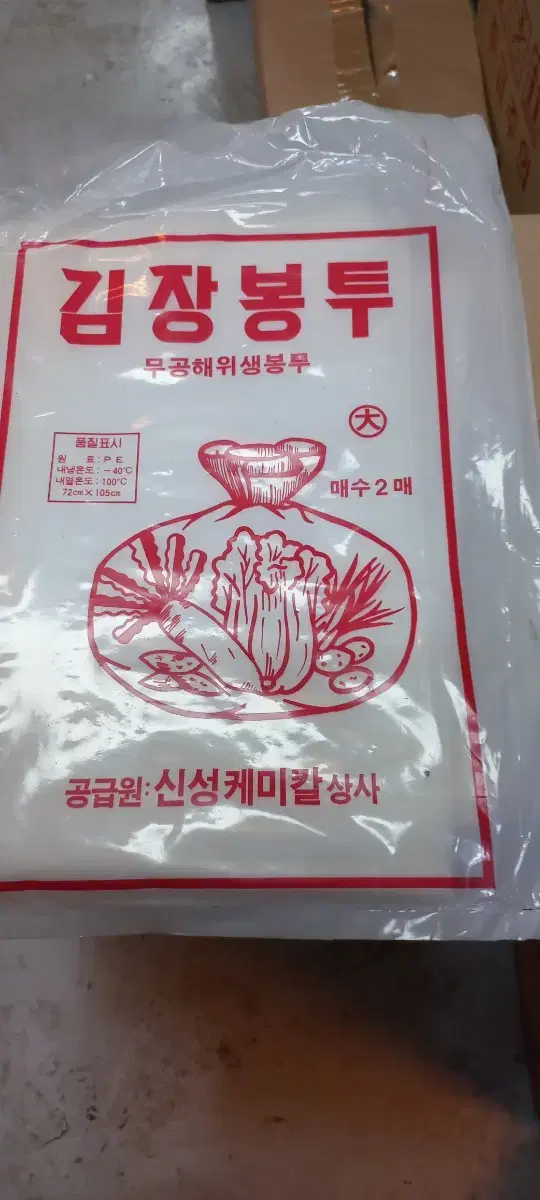 김장봉투
무공해위생봉투
大
품질표시
원 료 : P.E
내냉온도 : -40℃
내열온도 : 100℃
72cm×105cm
매수 2 매
공급원: 신성케미칼상사